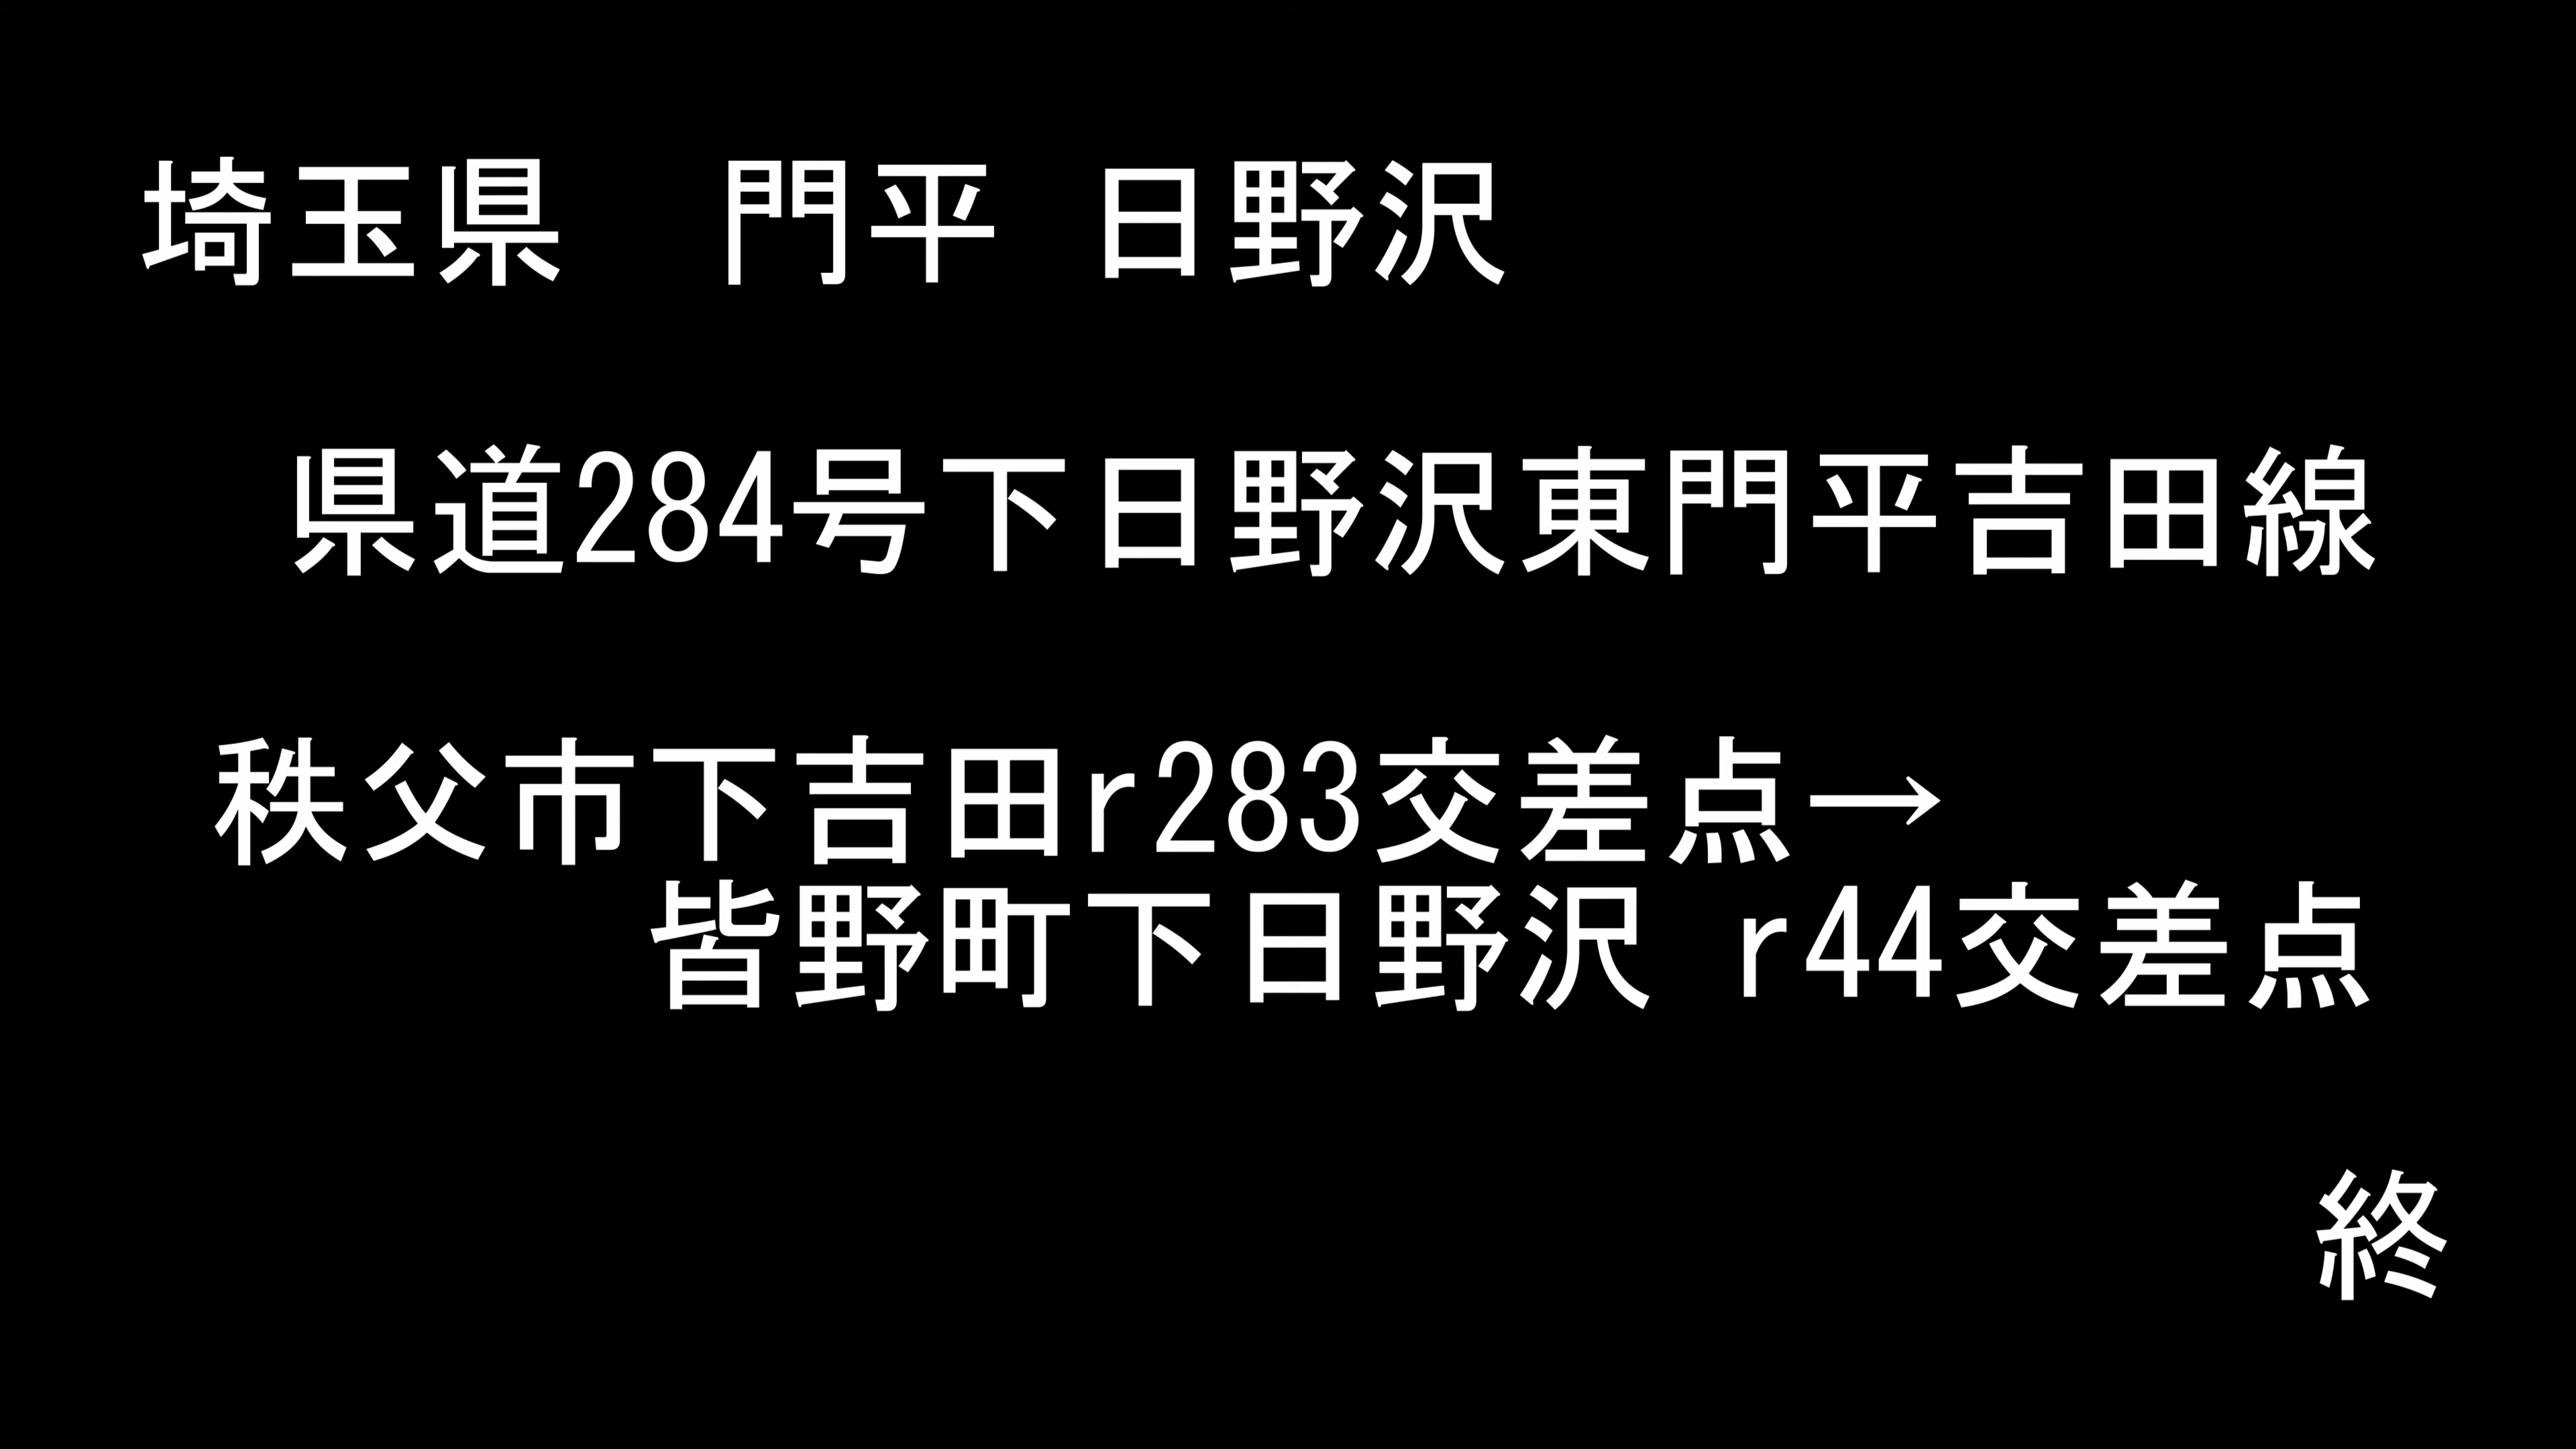 埼玉県　門平 日野沢
県道284号下日野沢東門平吉田線
秩父市下吉田r283交差点→
皆野町下日野沢 r44交差点
終